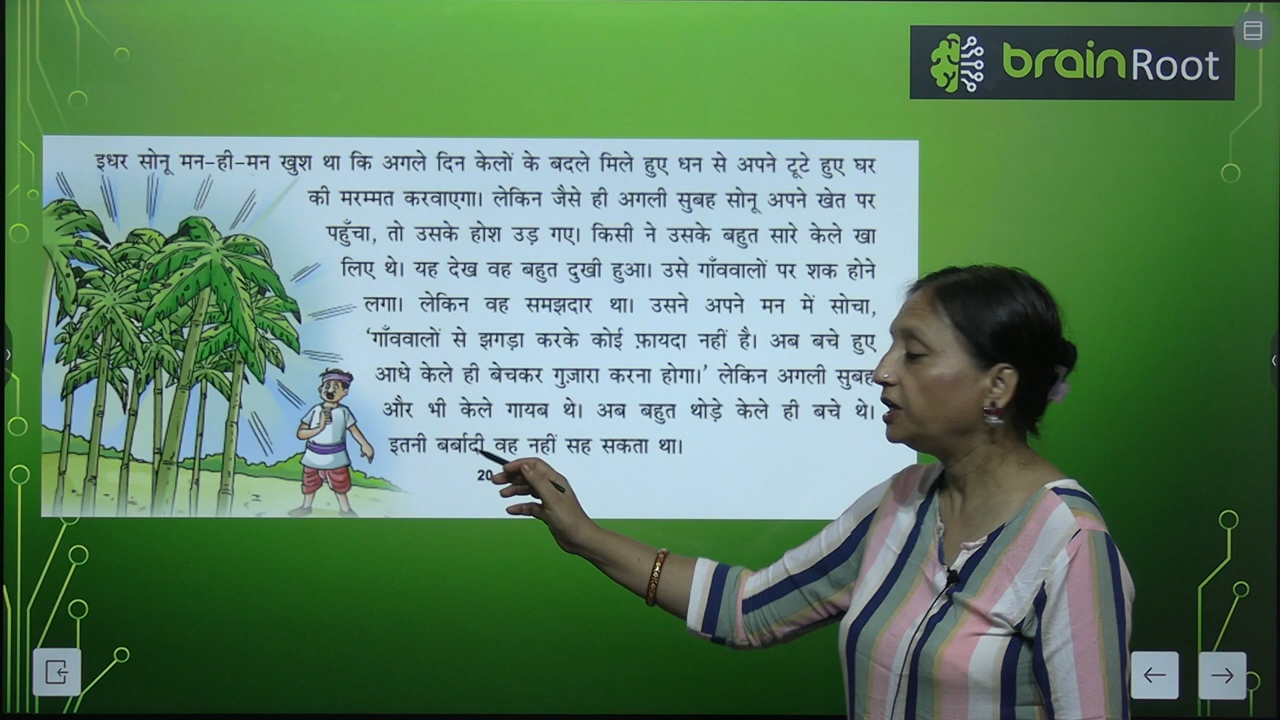 brainRoot
इधर सोनू मन-ही-मन खुश था कि अगले दिन केलों के बदले मिले हुए धन से अपने टूटे हुए घर
की मरम्मत करवाएगा। लेकिन जैसे ही अगली सुबह सोनू अपने खेत पर
पहुँचा, तो उसके होश उड़ गए। किसी ने उसके बहुत सारे केले खा
लिए थे। यह देख वह बहुत दुखी हुआ। उसे गाँववालों पर शक होने
लगा। लेकिन वह समझदार था। उसने अपने मन में सोचा,
‘गाँववालों से झगड़ा करके कोई फ़ायदा नहीं है। अब बचे हुए
आधे केले ही बेचकर गुज़ारा करना होगा।’ लेकिन अगली सुबह
और भी केले गायब थे। अब बहुत थोड़े केले ही बचे थे।
इतनी बर्बादी वह नहीं सह सकता था।
20